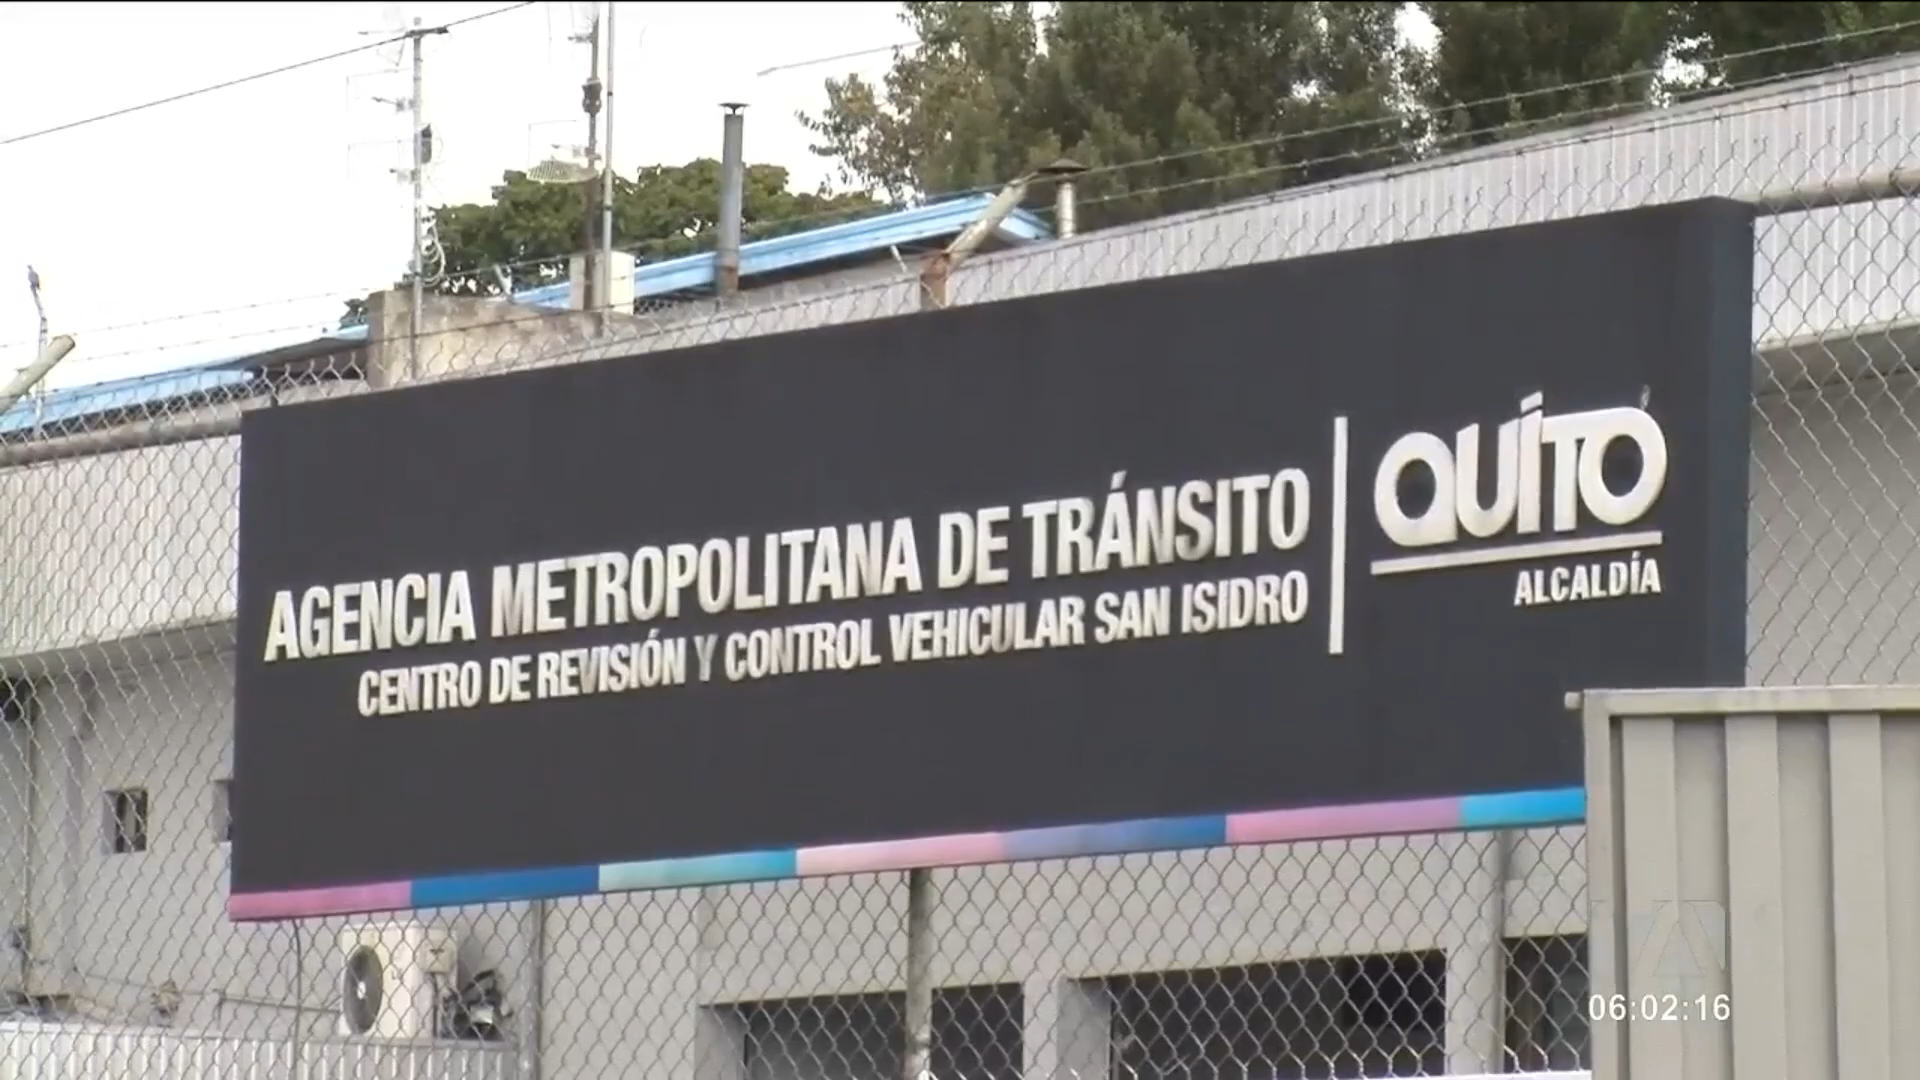 AGENCIA METROPOLITANA DE TRÁNSITO
CENTRO DE REVISIÓN Y CONTROL VEHICULAR SAN ISIDRO
QUITO
ALCALDÍA
06:02:16